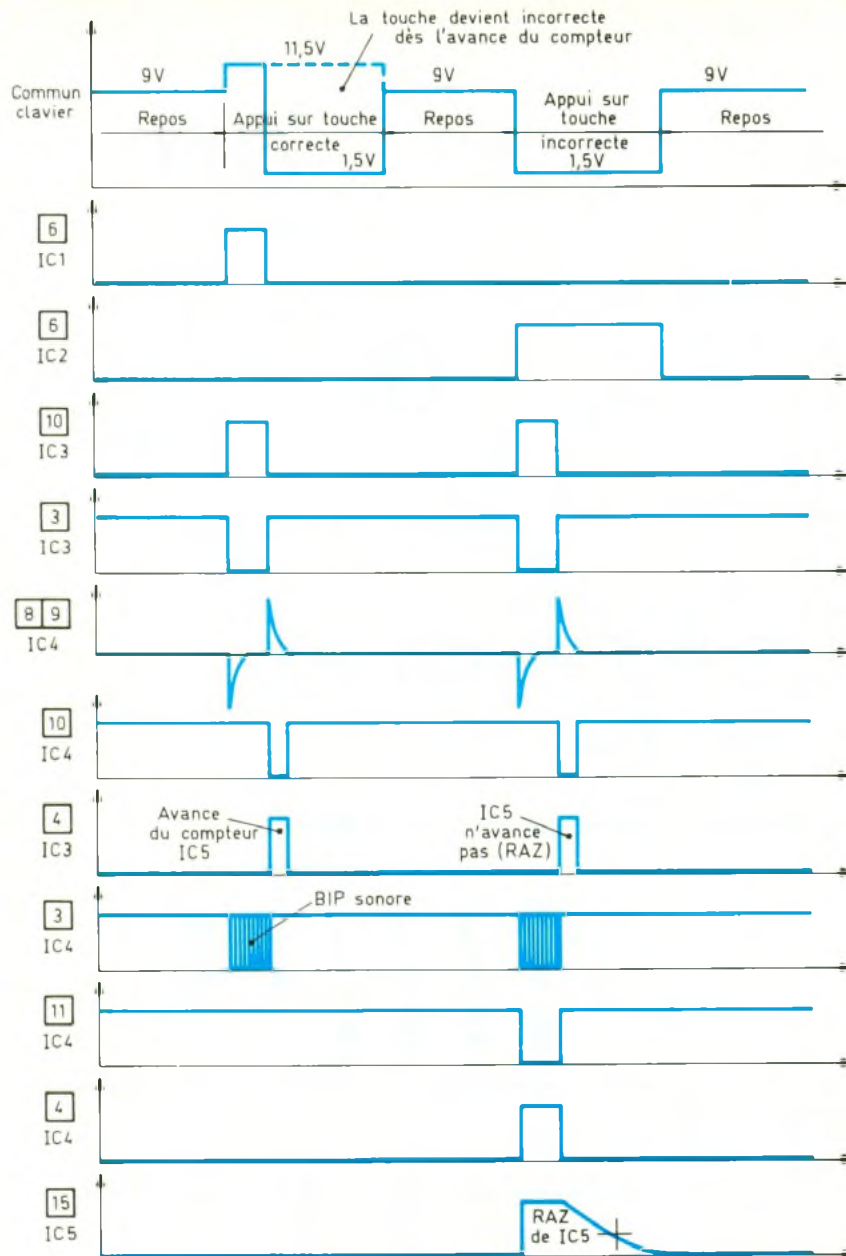 La touche devient incorrecte
dès l'avance du compteur
11,5V
9V
9V
9V
Commun
clavier
Repos
Appui sur touche
correcte
1,5V
Repos
Appui sur
touche
incorrecte
1,5V
Repos
6
IC1
6
IC2
10
IC3
3
IC3
8 9
IC4
10
IC4
4
IC3
Avance
du compteur
IC5
IC5
n'avance
pas (RAZ)
3
IC4
BIP sonore
11
IC4
4
IC4
15
IC5
RAZ
de IC5